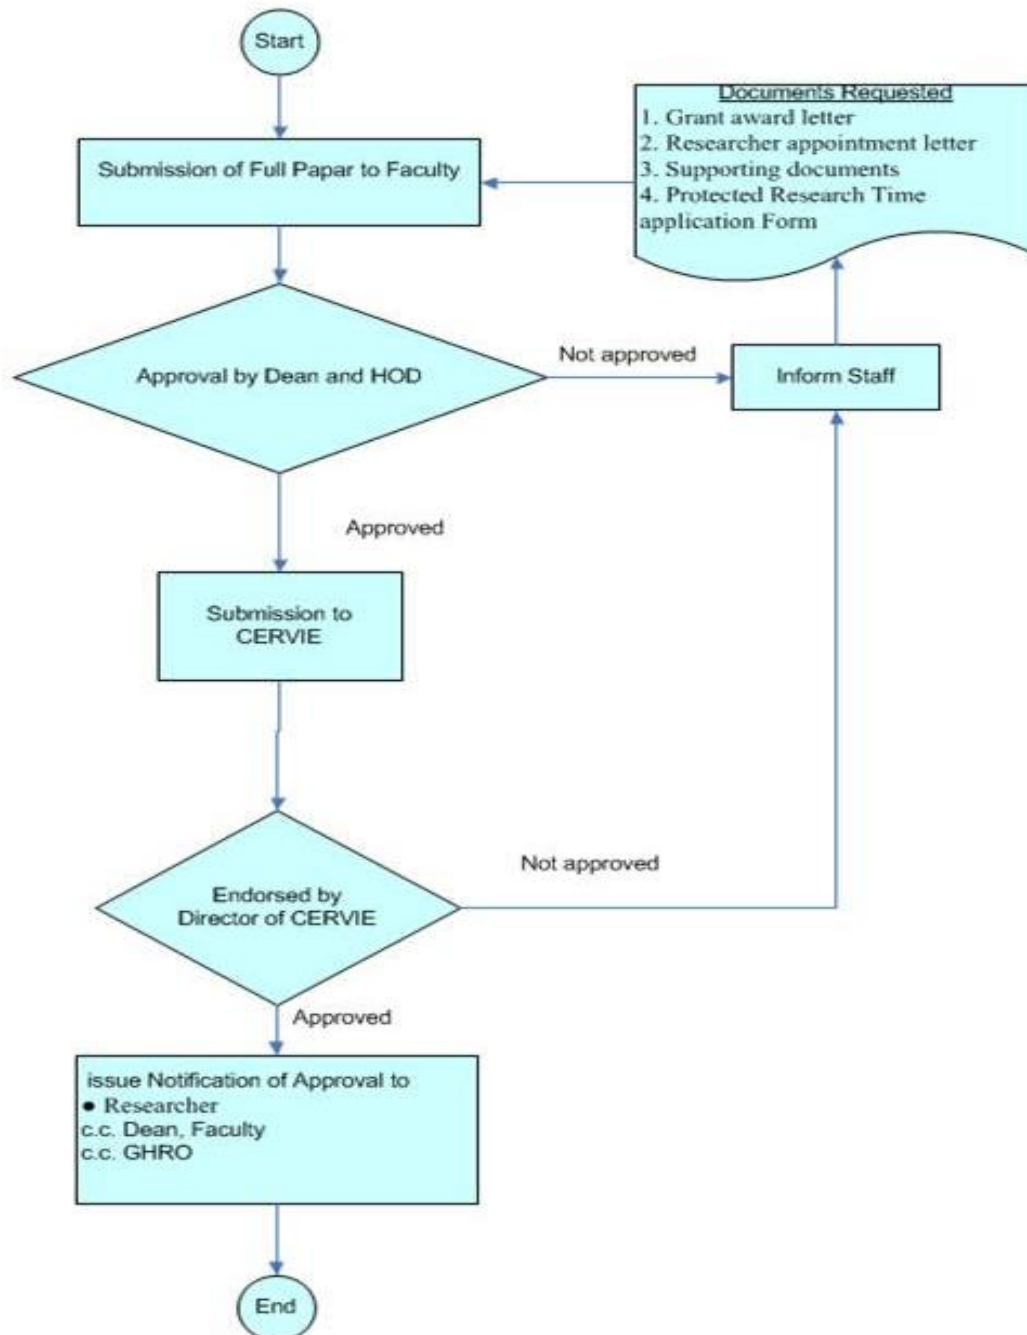 Start
Submission of Full Papar to Faculty
Documents Requested
1. Grant award letter
2. Researcher appointment letter
3. Supporting documents
4. Protected Research Time
application Form
Approval by Dean and HOD
Not approved
Inform Staff
Approved
Submission to
CERVIE
Endorsed by
Director of CERVIE
Not approved
Approved
issue Notification of Approval to
● Researcher
c.c. Dean, Faculty
c.c. GHRO
End